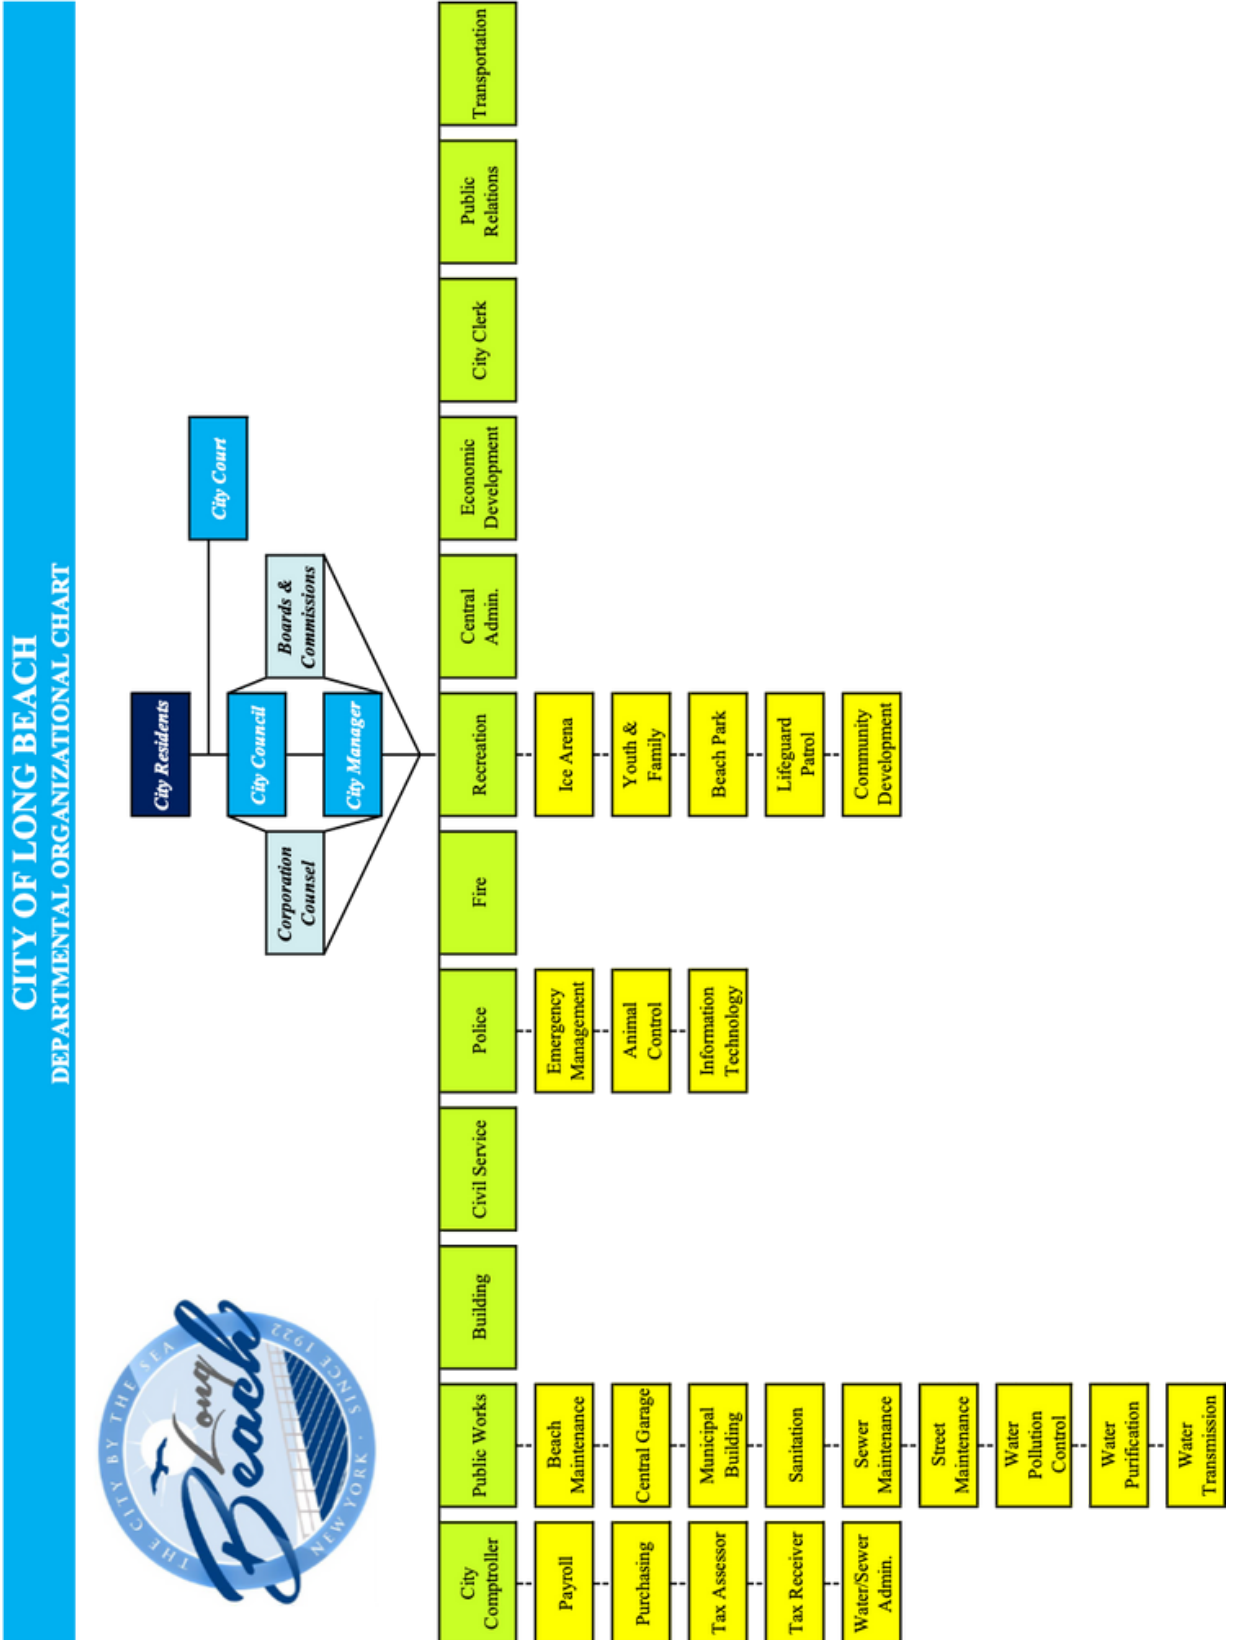 CITY OF LONG BEACH
DEPARTMENTAL ORGANIZATIONAL CHART
THE CITY BY THE SEA
Long
Beach
NEW YORK · SINCE 1922
City Residents
City Court
City Council
Corporation
Counsel
Boards &
Commissions
City Manager
City
Comptroller
Public Works
Building
Civil Service
Police
Fire
Recreation
Central
Admin.
Economic
Development
City Clerk
Public
Relations
Transportation
Payroll
Purchasing
Tax Assessor
Tax Receiver
Water/Sewer
Admin.
Beach
Maintenance
Central Garage
Municipal
Building
Sanitation
Sewer
Maintenance
Street
Maintenance
Water
Pollution
Control
Water
Purification
Water
Transmission
Emergency
Management
Animal
Control
Information
Technology
Ice Arena
Youth &
Family
Beach Park
Lifeguard
Patrol
Community
Development